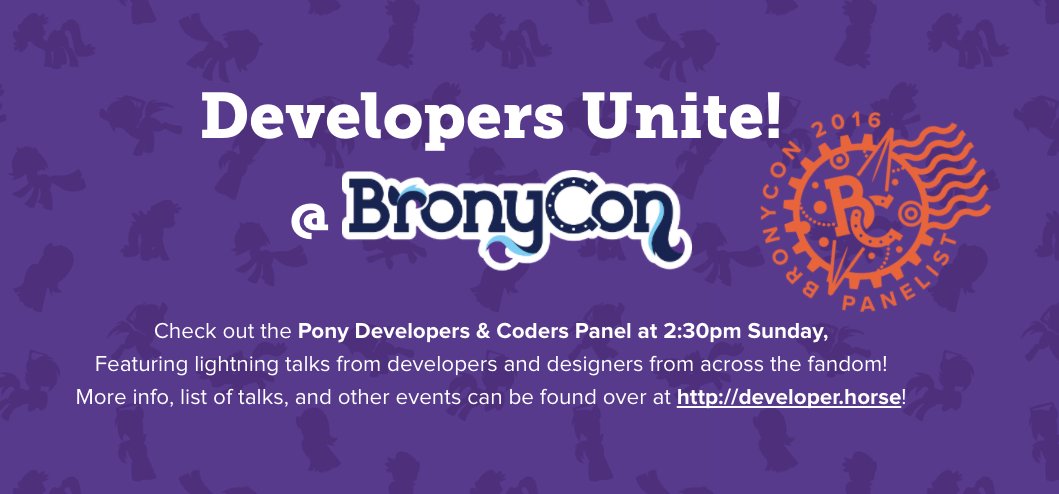 Developers Unite!
@ BronyCon
BRONYCON 2016
BC
PANELIST
Check out the Pony Developers & Coders Panel at 2:30pm Sunday,
Featuring lightning talks from developers and designers from across the fandom!
More info, list of talks, and other events can be found over at http://developer.horse!